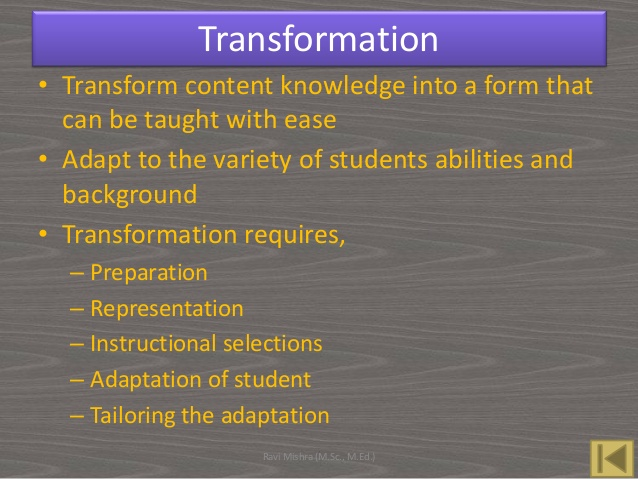 Transformation
• Transform content knowledge into a form that
can be taught with ease
• Adapt to the variety of students abilities and
background
• Transformation requires,
– Preparation
– Representation
– Instructional selections
– Adaptation of student
– Tailoring the adaptation
Ravi Mishra (M.Sc., M.Ed.)